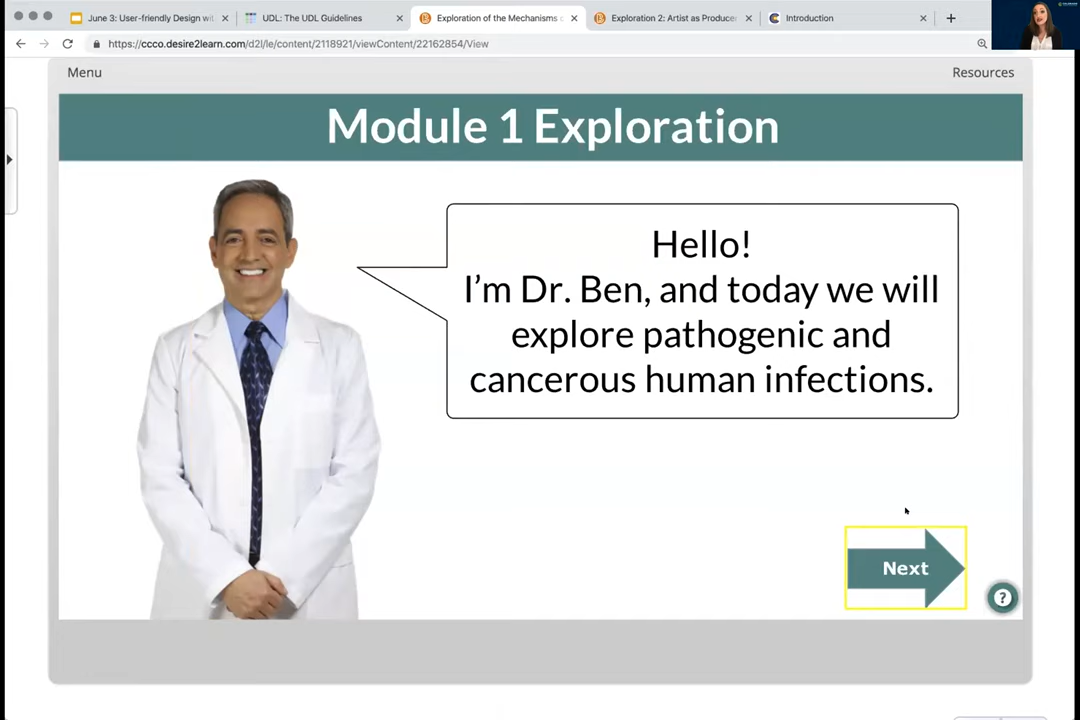 June 3: User-friendly Design wit
UDL: The UDL Guidelines
Exploration of the Mechanisms
Exploration 2: Artist as Producer
Introduction
https://ccco.desire2learn.com/d2l/le/content/2118921/viewContent/22162854/View
Menu
Resources
Module 1 Exploration
Hello!
I'm Dr. Ben, and today we will
explore pathogenic and
cancerous human infections.
Next
?